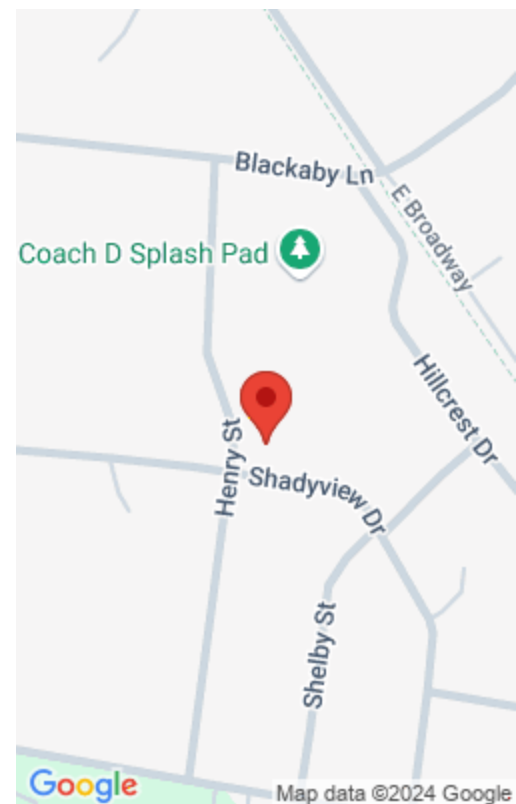 Blackaby Ln
E Broadway
Coach D Splash Pad
Hillcrest Dr
Henry St
Shadyview Dr
Shelby St
Google
Map data ©2024 Google